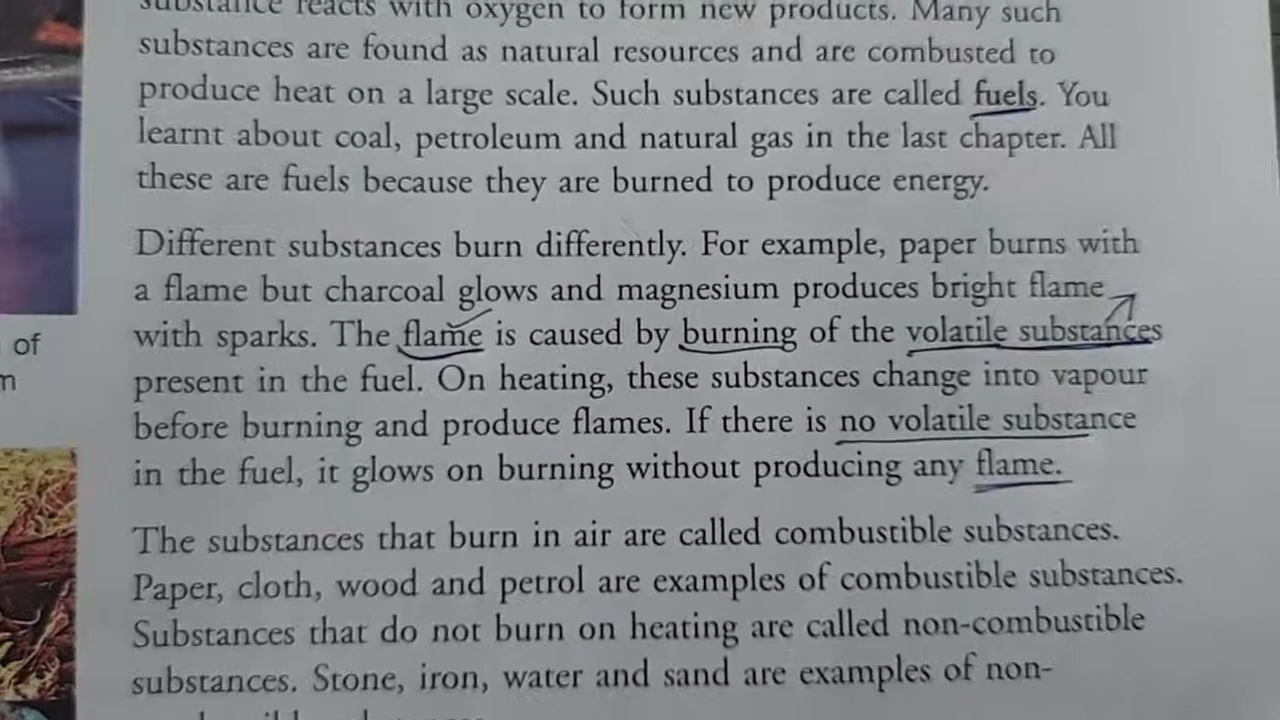 substance reacts with oxygen to form new products. Many such
substances are found as natural resources and are combusted to
produce heat on a large scale. Such substances are called fuels. You
learnt about coal, petroleum and natural gas in the last chapter. All
these are fuels because they are burned to produce energy.
Different substances burn differently. For example, paper burns with
a flame but charcoal glows and magnesium produces bright flame
with sparks. The flame is caused by burning of the volatile substances
present in the fuel. On heating, these substances change into vapour
before burning and produce flames. If there is no volatile substance
in the fuel, it glows on burning without producing any flame.
The substances that burn in air are called combustible substances.
Paper, cloth, wood and petrol are examples of combustible substances.
Substances that do not burn on heating are called non-combustible
substances. Stone, iron, water and sand are examples of non-
of